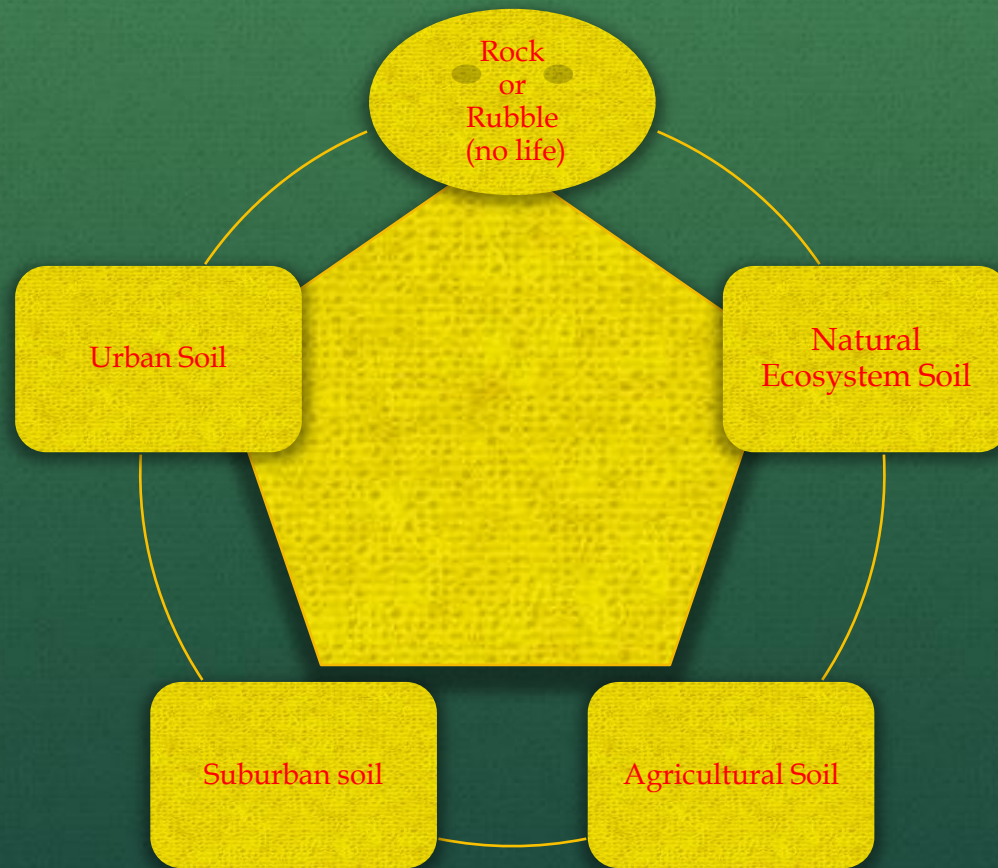 Rock
or
Rubble
(no life)
Urban Soil
Natural
Ecosystem Soil
Suburban soil
Agricultural Soil